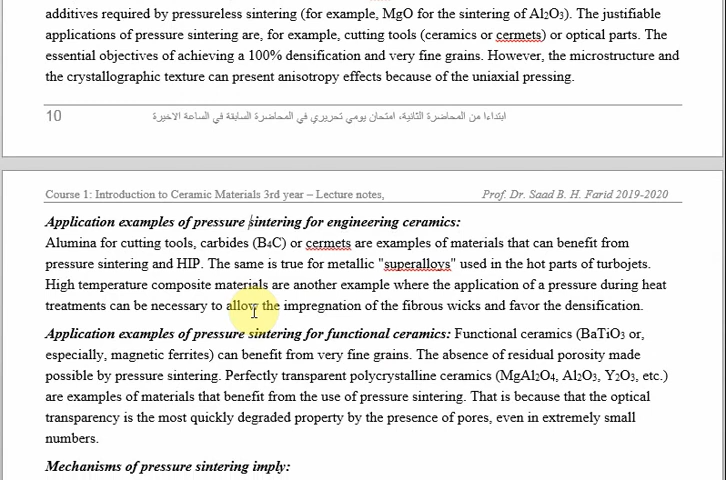 additives required by pressureless sintering (for example, MgO for the sintering of Al₂O₃). The justifiable
applications of pressure sintering are, for example, cutting tools (ceramics or cermets) or optical parts. The
essential objectives of achieving a 100% densification and very fine grains. However, the microstructure and
the crystallographic texture can present anisotropy effects because of the uniaxial pressing.
10 ابتداءا من المحاضرة الثانية، امتحان يومي تحريري في المحاضرة السابقة في الساعة الاخيرة
Course 1: Introduction to Ceramic Materials 3rd year – Lecture notes, Prof. Dr. Saad B. H. Farid 2019-2020
Application examples of pressure sintering for engineering ceramics:
Alumina for cutting tools, carbides (B₄C) or cermets are examples of materials that can benefit from
pressure sintering and HIP. The same is true for metallic "superalloys" used in the hot parts of turbojets.
High temperature composite materials are another example where the application of a pressure during heat
treatments can be necessary to allow the impregnation of the fibrous wicks and favor the densification.
Application examples of pressure sintering for functional ceramics: Functional ceramics (BaTiO₃ or,
especially, magnetic ferrites) can benefit from very fine grains. The absence of residual porosity made
possible by pressure sintering. Perfectly transparent polycrystalline ceramics (MgAl₂O₄, Al₂O₃, Y₂O₃, etc.)
are examples of materials that benefit from the use of pressure sintering. That is because that the optical
transparency is the most quickly degraded property by the presence of pores, even in extremely small
numbers.
Mechanisms of pressure sintering imply: